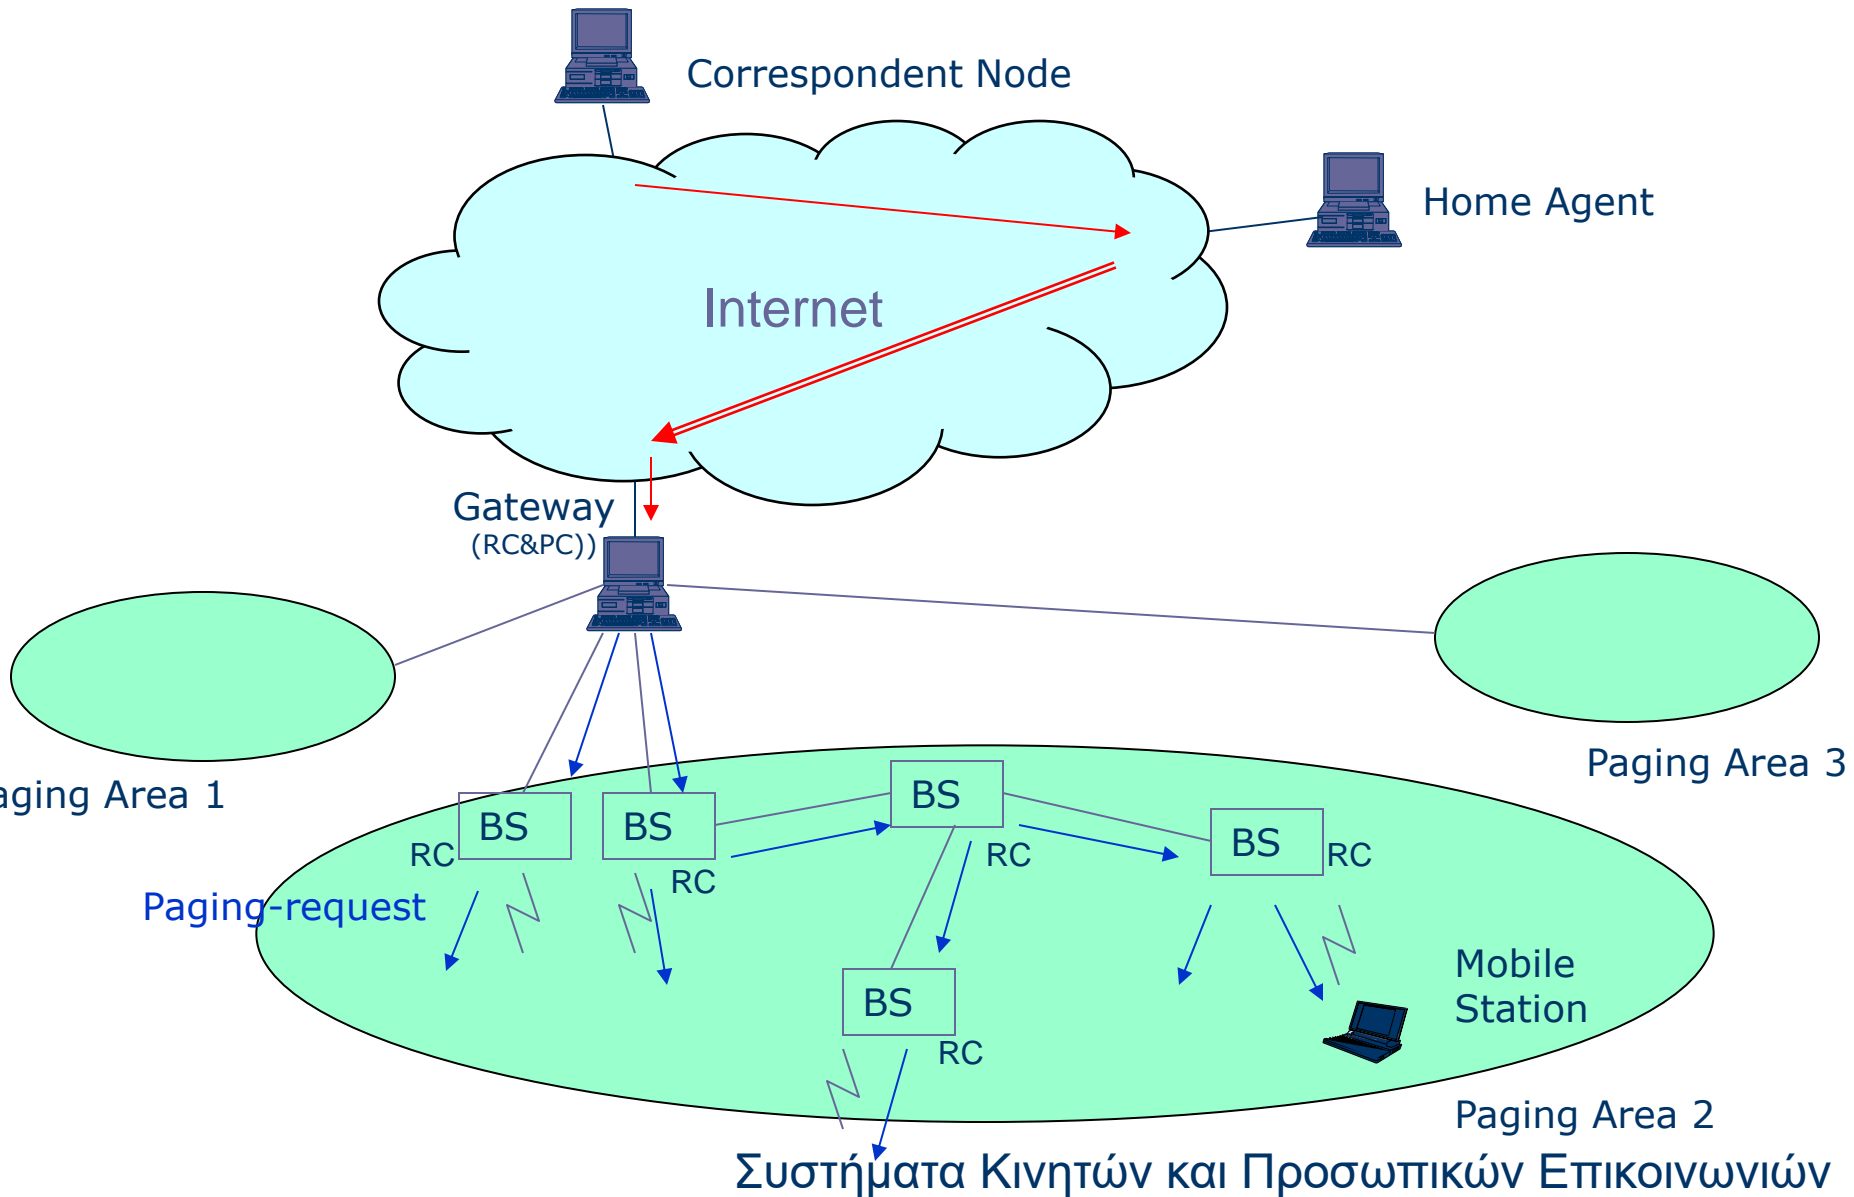 Correspondent Node
Home Agent
Internet
Gateway
(RC&PC))
Paging Area 3
aging Area 1
BS
BS
BS
BS
RC
RC
RC
RC
Paging-request
Mobile
Station
BS
RC
Paging Area 2
Συστήματα Κινητών και Προσωπικών Επικοινωνιών